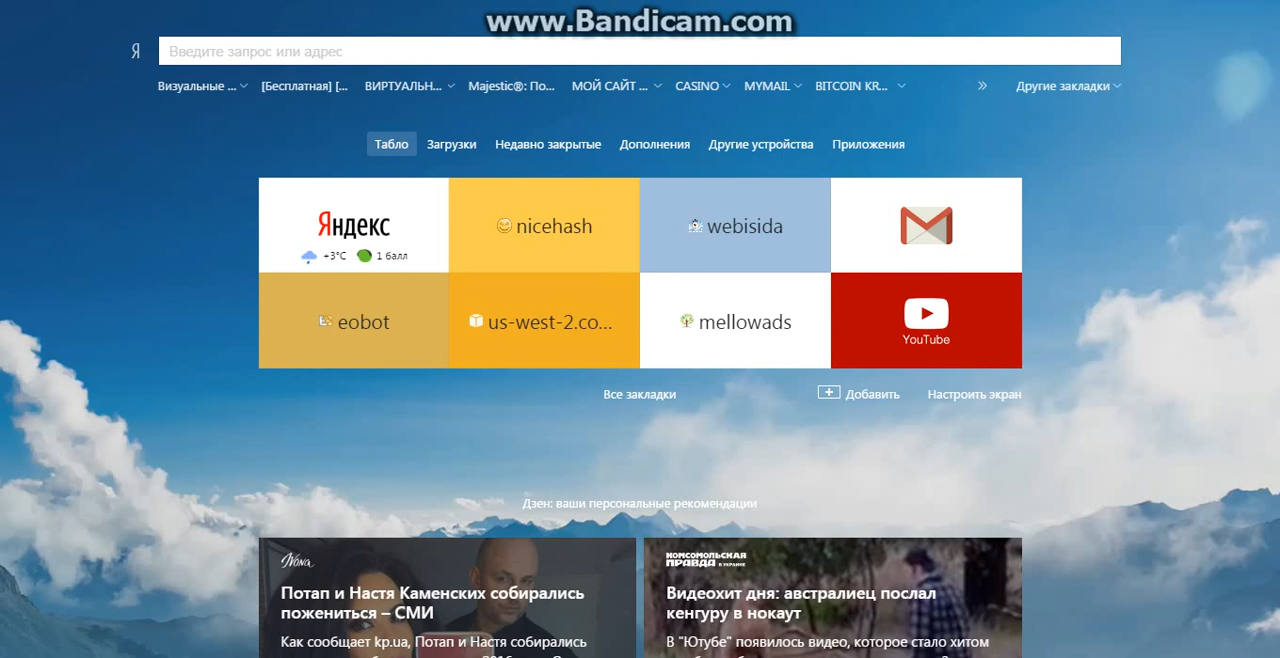 www.Bandicam.com
Я Введите запрос или адрес
Визуальные ... [Бесплатная] [... ВИРТУАЛЬН... Majestic®: По... МОЙ САЙТ ... CASINO MYMAIL BITCOIN KR... » Другие закладки
Табло Загрузки Недавно закрытые Дополнения Другие устройства Приложения
Яндекс nicehash webisida
+3°C 1 балл
eobot us-west-2.co... mellowads YouTube
Все закладки Добавить Настроить экран
Дзен: ваши персональные рекомендации
Nona
Потап и Настя Каменских собирались
пожениться – СМИ
Как сообщает kp.ua, Потап и Настя собирались
КОМСОМОЛЬСКАЯ
ПРАВДА В УКРАИНЕ
Видеохит дня: австралиец послал
кенгуру в нокаут
В "Ютубе" появилось видео, которое стало хитом